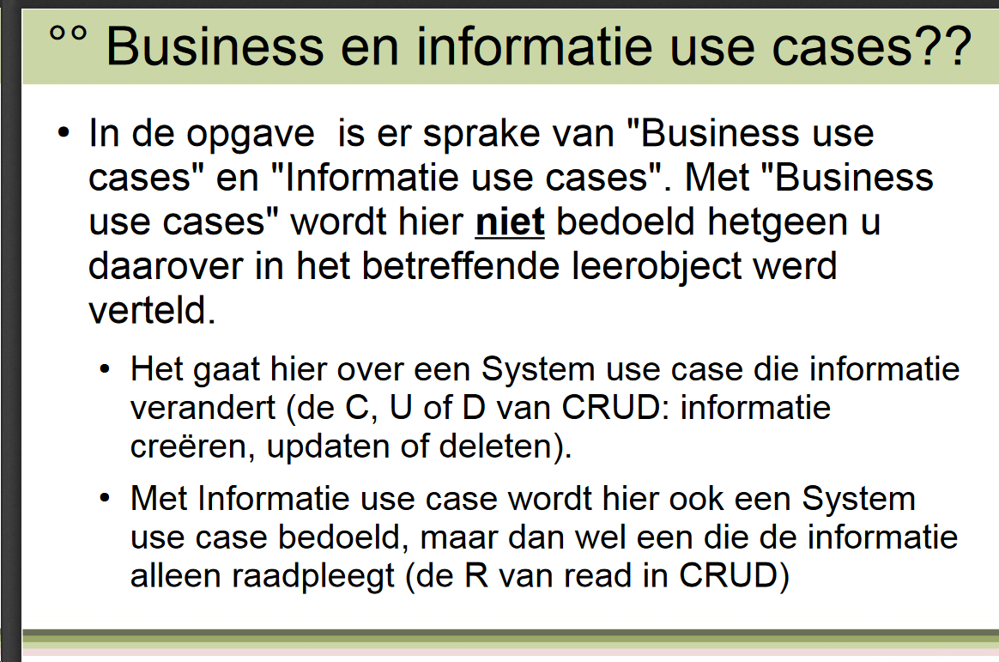 °° Business en informatie use cases??
• In de opgave  is er sprake van "Business use
cases" en "Informatie use cases". Met "Business
use cases" wordt hier niet bedoeld hetgeen u
daarover in het betreffende leerobject werd
verteld.
• Het gaat hier over een System use case die informatie
verandert (de C, U of D van CRUD: informatie
creëren, updaten of deleten).
• Met Informatie use case wordt hier ook een System
use case bedoeld, maar dan wel een die de informatie
alleen raadpleegt (de R van read in CRUD)